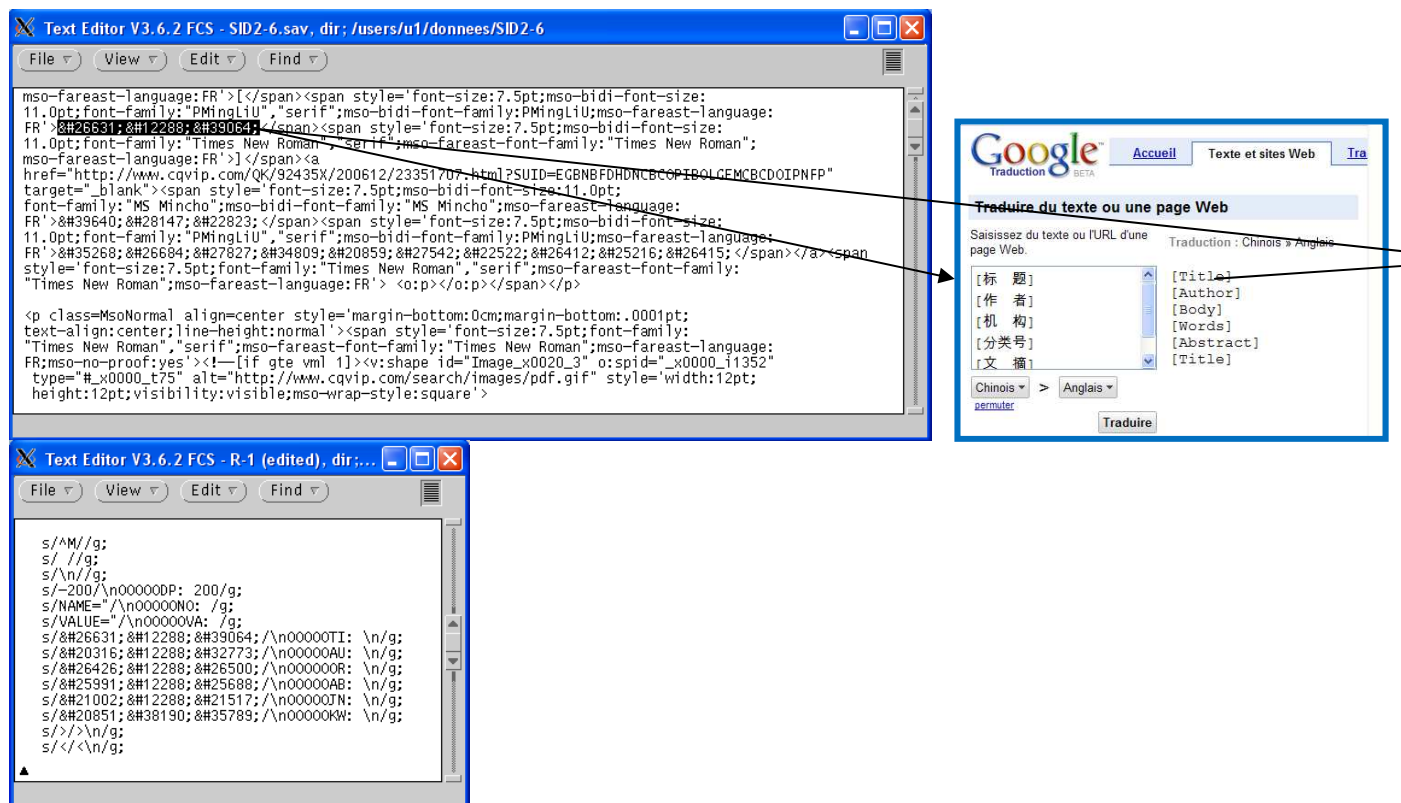 Text Editor V3.6.2 FCS - SID2-6.sav, dir; /users/u1/donnees/SID2-6
File View Edit Find
mso-fareast-language:FR'>[</span><span style='font-size:7.5pt;mso-bidi-font-size:
11.0pt;font-family:"PMingLiU","serif";mso-bidi-font-family:PMingLiU;mso-fareast-language:
FR'>&#26631;&#12288;&#39064;</span><span style='font-size:7.5pt;mso-bidi-font-size:
11.0pt;font-family:"Times New Roman","serif";mso-fareast-font-family:"Times New Roman";
mso-fareast-language:FR'>]</span><a
href="http://www.cqvip.com/QK/92435X/200612/23351707.html?SUID=EGBNBFDHDNCBCOPIBOLGEMCBCDOIPNFP"
target="_blank"><span style='font-size:7.5pt;mso-bidi-font-size:11.0pt;
font-family:"MS Mincho";mso-bidi-font-family:"MS Mincho";mso-fareast-language:
FR'>&#39640;&#28147;&#22823;</span><span style='font-size:7.5pt;mso-bidi-font-size:
11.0pt;font-family:"PMingLiU","serif";mso-bidi-font-family:PMingLiU;mso-fareast-language:
FR'>&#35268;&#26684;&#27827;&#34809;&#20859;&#27542;&#22522;&#26412;&#25216;&#26415;</span></a><span
style='font-size:7.5pt;font-family:"Times New Roman","serif";mso-fareast-font-family:
"Times New Roman";mso-fareast-language:FR'> <o:p></o:p></span></p>
<p class=MsoNormal align=center style='margin-bottom:0cm;margin-bottom:.0001pt;
text-align:center;line-height:normal'><span style='font-size:7.5pt;font-family:
"Times New Roman","serif";mso-fareast-font-family:"Times New Roman";mso-fareast-language:
FR;mso-no-proof:yes'><!--[if gte vml 1]><v:shape id="Image_x0020_3" o:spid="_x0000_i1352"
type="#_x0000_t75" alt="http://www.cqvip.com/search/images/pdf.gif" style='width:12pt;
height:12pt;visibility:visible;mso-wrap-style:square'>
Google
Traduction BETA
Accueil Texte et sites Web Tra
Traduire du texte ou une page Web
Saisissez du texte ou l'URL d'une
page Web.
Traduction : Chinois » Anglais
[标　题]
[作　者]
[机　构]
[分类号]
[文　摘]
[Title]
[Author]
[Body]
[Words]
[Abstract]
[Title]
Chinois > Anglais
permuter
Traduire
Text Editor V3.6.2 FCS - R-1 (edited), dir;...
File View Edit Find
s/^M//g;
s/ //g;
s/\n//g;
s/-200/\n00000DP: 200/g;
s/NAME="/\n00000NO: /g;
s/VALUE="/\n00000VA: /g;
s/&#26631;&#12288;&#39064;/\n00000TI: \n/g;
s/&#20316;&#12288;&#32773;/\n00000AU: \n/g;
s/&#26426;&#12288;&#26500;/\n00000OR: \n/g;
s/&#25991;&#12288;&#25688;/\n00000AB: \n/g;
s/&#21002;&#12288;&#21517;/\n00000JN: \n/g;
s/&#20851;&#38190;&#35789;/\n00000KW: \n/g;
s/>/>\n/g;
s/</<\n/g;